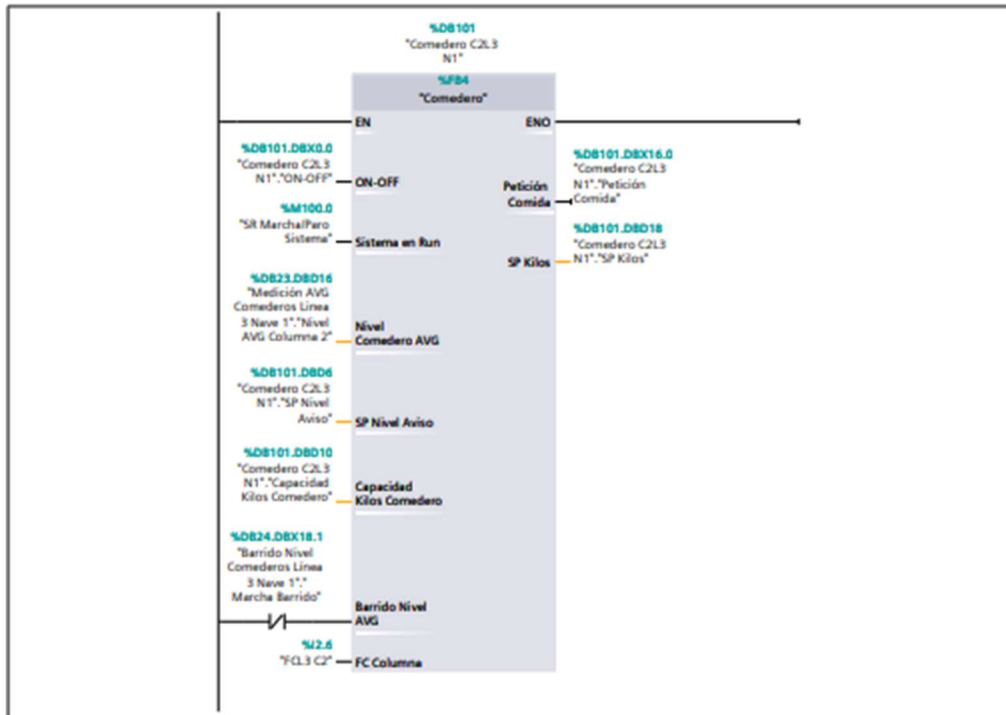 %DB101
"Comedero C2L3
N1"
%FB4
"Comedero"
EN
ENO
%DB101.DBX0.0
"Comedero C2L3
N1"."ON-OFF"
ON-OFF
%M100.0
"SR Marcha/Paro
Sistema"
Sistema en Run
%DB23.DBD16
"Medición AVG
Comederos Linea
3 Nave 1"."Nivel
AVG Columna 2"
Nivel
Comedero AVG
%DB101.DBD6
"Comedero C2L3
N1"."SP Nivel
Aviso"
SP Nivel Aviso
%DB101.DBD10
"Comedero C2L3
N1"."Capacidad
Kilos Comedero"
Capacidad
Kilos Comedero
%DB24.DBX18.1
"Barrido Nivel
Comederos Línea
3 Nave 1"."
Marcha Barrido"
Barrido Nivel
AVG
%I2.6
"FCL3 C2"
FC Columna
Petición
Comida
%DB101.DBX16.0
"Comedero C2L3
N1"."Petición
Comida"
SP Kilos
%DB101.DBD18
"Comedero C2L3
N1"."SP Kilos"